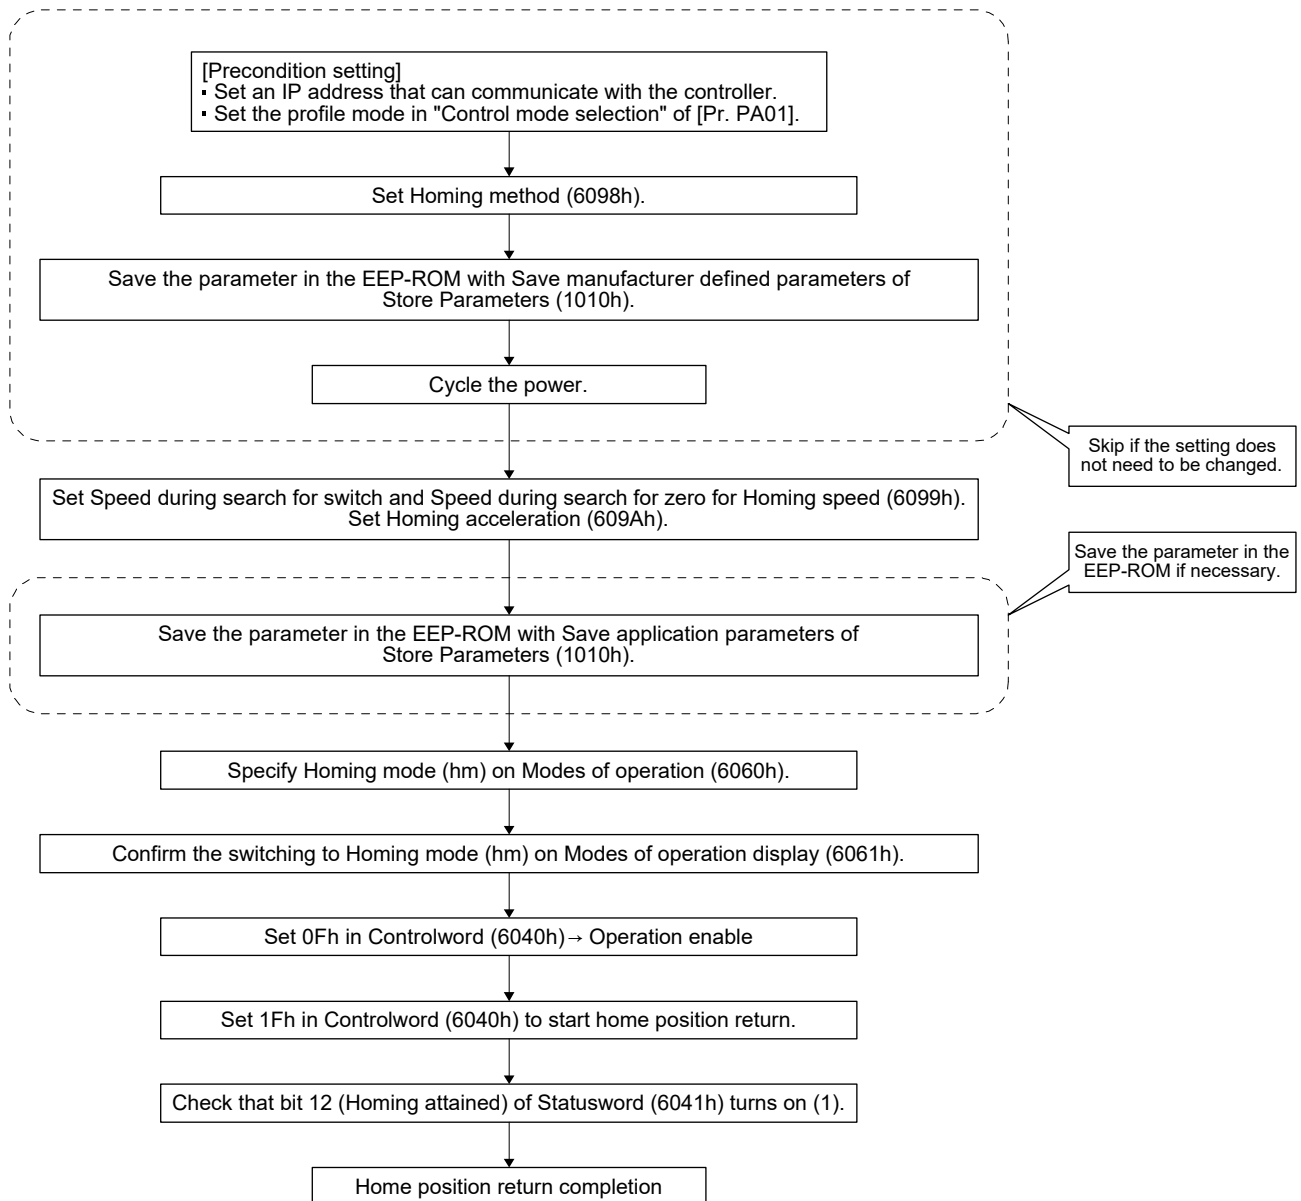 [Precondition setting]
▪ Set an IP address that can communicate with the controller.
▪ Set the profile mode in "Control mode selection" of [Pr. PA01].
Set Homing method (6098h).
Save the parameter in the EEP-ROM with Save manufacturer defined parameters of
Store Parameters (1010h).
Cycle the power.
Skip if the setting does
not need to be changed.
Set Speed during search for switch and Speed during search for zero for Homing speed (6099h).
Set Homing acceleration (609Ah).
Save the parameter in the
EEP-ROM if necessary.
Save the parameter in the EEP-ROM with Save application parameters of
Store Parameters (1010h).
Specify Homing mode (hm) on Modes of operation (6060h).
Confirm the switching to Homing mode (hm) on Modes of operation display (6061h).
Set 0Fh in Controlword (6040h)→ Operation enable
Set 1Fh in Controlword (6040h) to start home position return.
Check that bit 12 (Homing attained) of Statusword (6041h) turns on (1).
Home position return completion